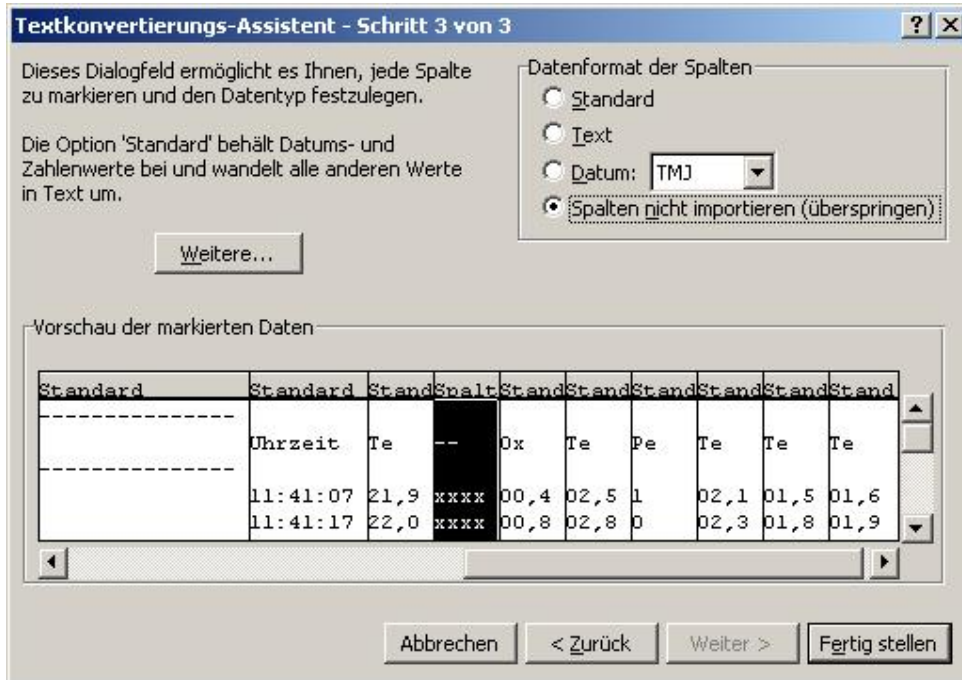 Textkonvertierungs-Assistent - Schritt 3 von 3
Dieses Dialogfeld ermöglicht es Ihnen, jede Spalte
zu markieren und den Datentyp festzulegen.
Die Option 'Standard' behält Datums- und
Zahlenwerte bei und wandelt alle anderen Werte
in Text um.
Weitere...
Datenformat der Spalten
Standard
Text
Datum: TMJ
Spalten nicht importieren (überspringen)
Vorschau der markierten Daten
Standard Standard Stand Spalt Stand Stand Stand Stand Stand Stand
---------------
Uhrzeit Te -- Ox Te Pe Te Te Te
---------------
11:41:07 21,9 xxxx 00,4 02,5 1 02,1 01,5 01,6
11:41:17 22,0 xxxx 00,8 02,8 0 02,3 01,8 01,9
Abbrechen < Zurück Weiter > Fertig stellen